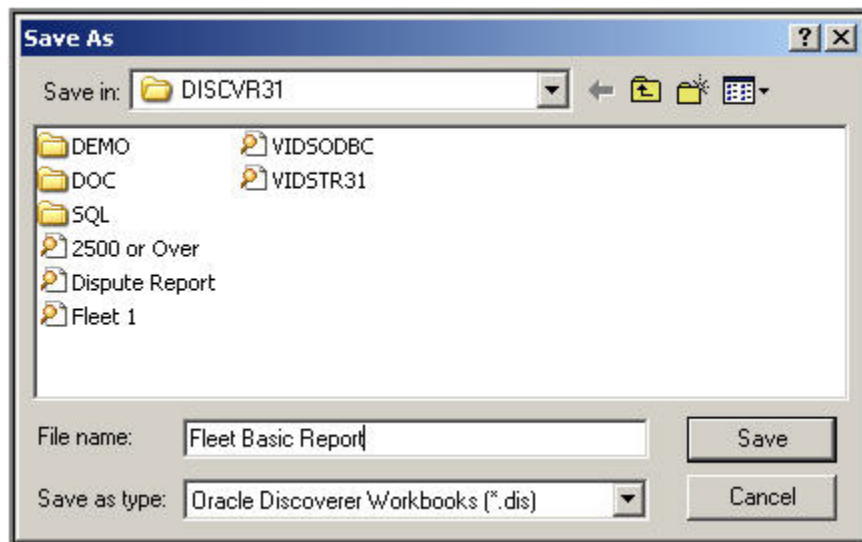 Save As
Save in: DISCVR31
DEMO
DOC
SQL
2500 or Over
Dispute Report
Fleet 1
VIDSODBC
VIDSTR31
File name: Fleet Basic Report
Save
Save as type: Oracle Discoverer Workbooks (*.dis)
Cancel